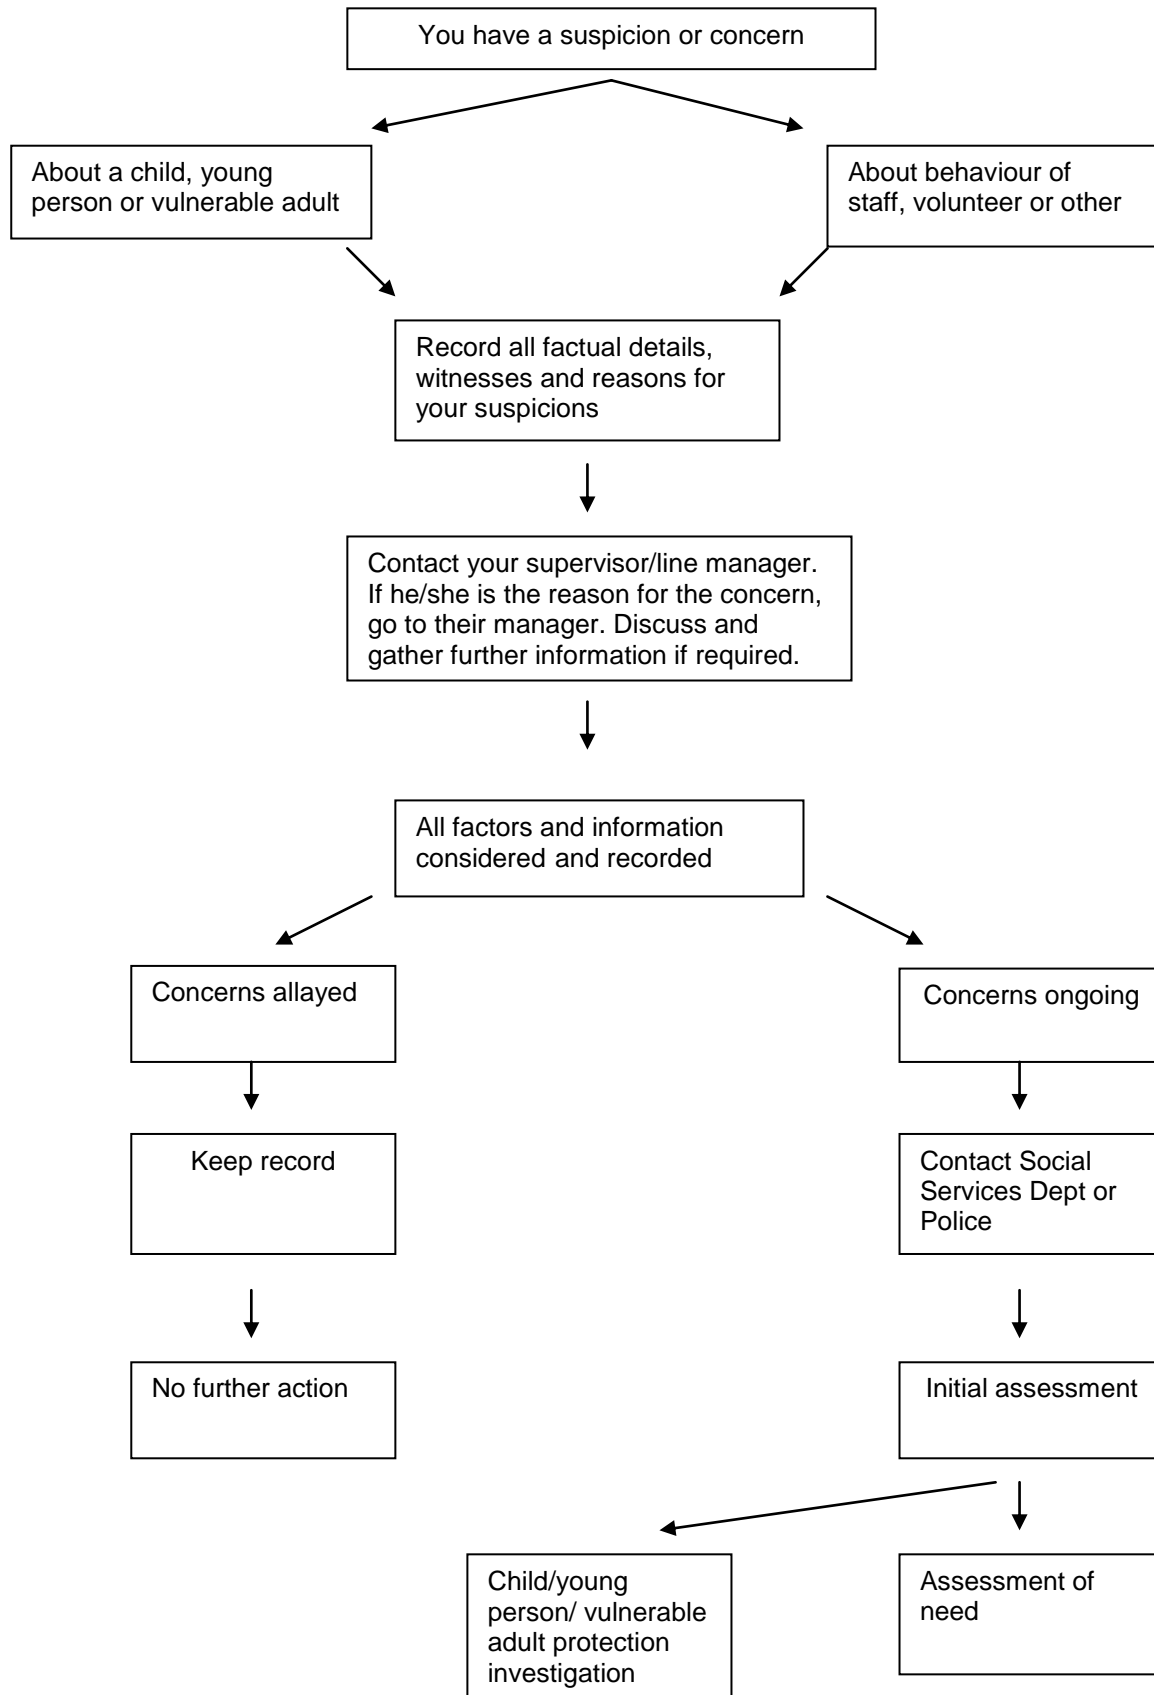 You have a suspicion or concern
About a child, young
person or vulnerable adult
About behaviour of
staff, volunteer or other
Record all factual details,
witnesses and reasons for
your suspicions
Contact your supervisor/line manager.
If he/she is the reason for the concern,
go to their manager. Discuss and
gather further information if required.
All factors and information
considered and recorded
Concerns allayed
Concerns ongoing
Keep record
Contact Social
Services Dept or
Police
No further action
Initial assessment
Child/young
person/ vulnerable
adult protection
investigation
Assessment of
need